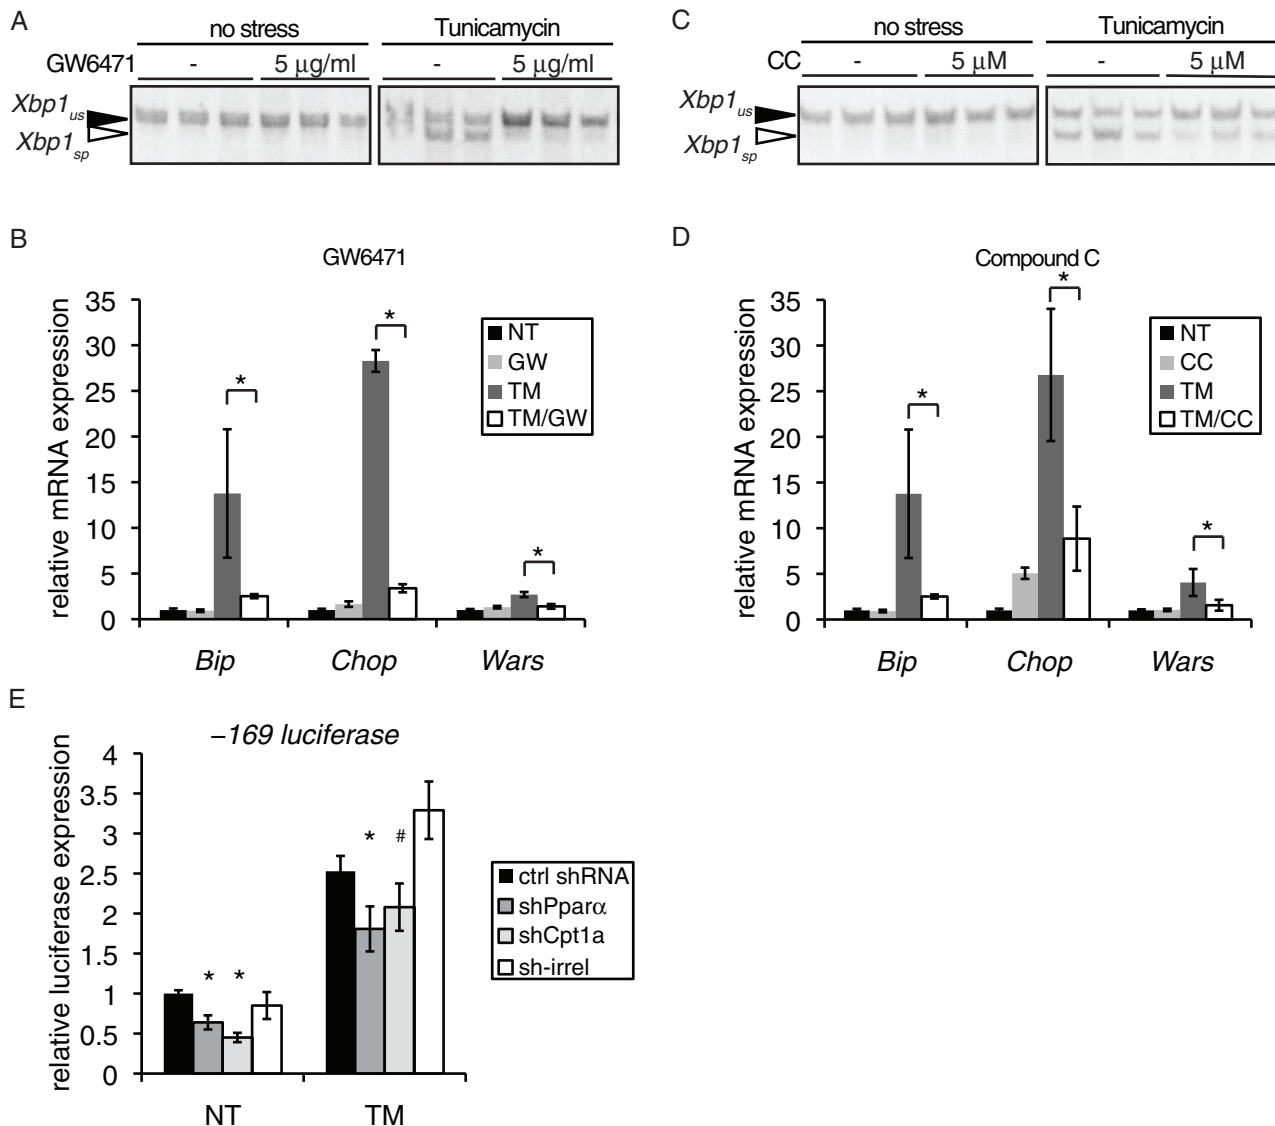 A
no stress
Tunicamycin
GW6471
-
5 μg/ml
-
5 μg/ml
Xbp1us
Xbp1sp
C
no stress
Tunicamycin
CC
-
5 μM
-
5 μM
Xbp1us
Xbp1sp
B
GW6471
relative mRNA expression
35
30
25
20
15
10
5
0
*
*
*
NT
GW
TM
TM/GW
Bip
Chop
Wars
D
Compound C
relative mRNA expression
35
30
25
20
15
10
5
0
*
*
*
NT
CC
TM
TM/CC
Bip
Chop
Wars
E
–169 luciferase
relative luciferase expression
4
3.5
3
2.5
2
1.5
1
0.5
0
* *
* #
ctrl shRNA
shPparα
shCpt1a
sh-irrel
NT
TM